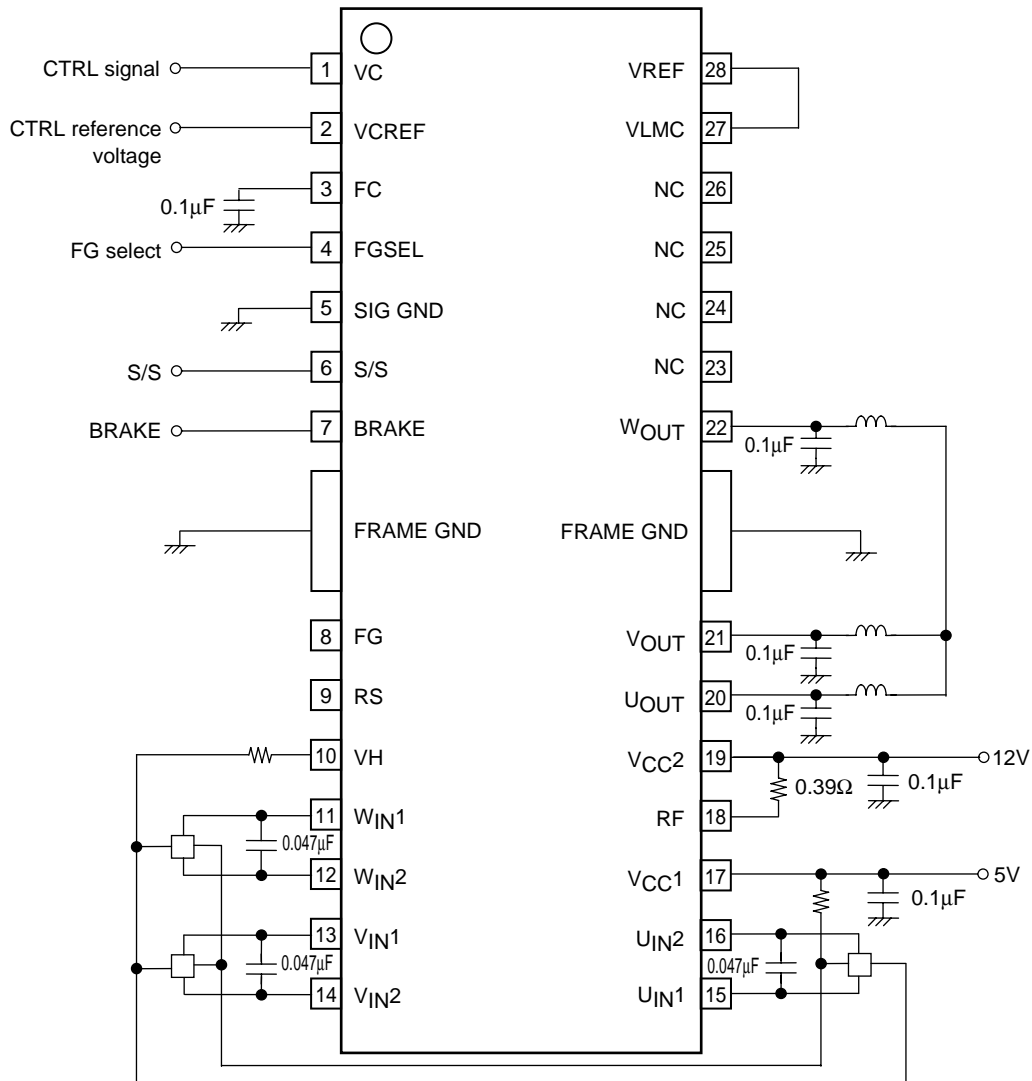 CTRL signal
1
VC
VREF
28
CTRL reference
voltage
2
VCREF
VLMC
27
0.1μF
3
FC
NC
26
FG select
4
FGSEL
NC
25
5
SIG GND
NC
24
S/S
6
S/S
NC
23
BRAKE
7
BRAKE
WOUT
22
0.1μF
FRAME GND
FRAME GND
8
FG
VOUT
21
0.1μF
9
RS
UOUT
20
0.1μF
10
VH
VCC2
19
12V
0.39Ω
0.1μF
11
WIN1
RF
18
0.047μF
12
WIN2
VCC1
17
5V
0.1μF
13
VIN1
UIN2
16
0.047μF
0.047μF
14
VIN2
UIN1
15